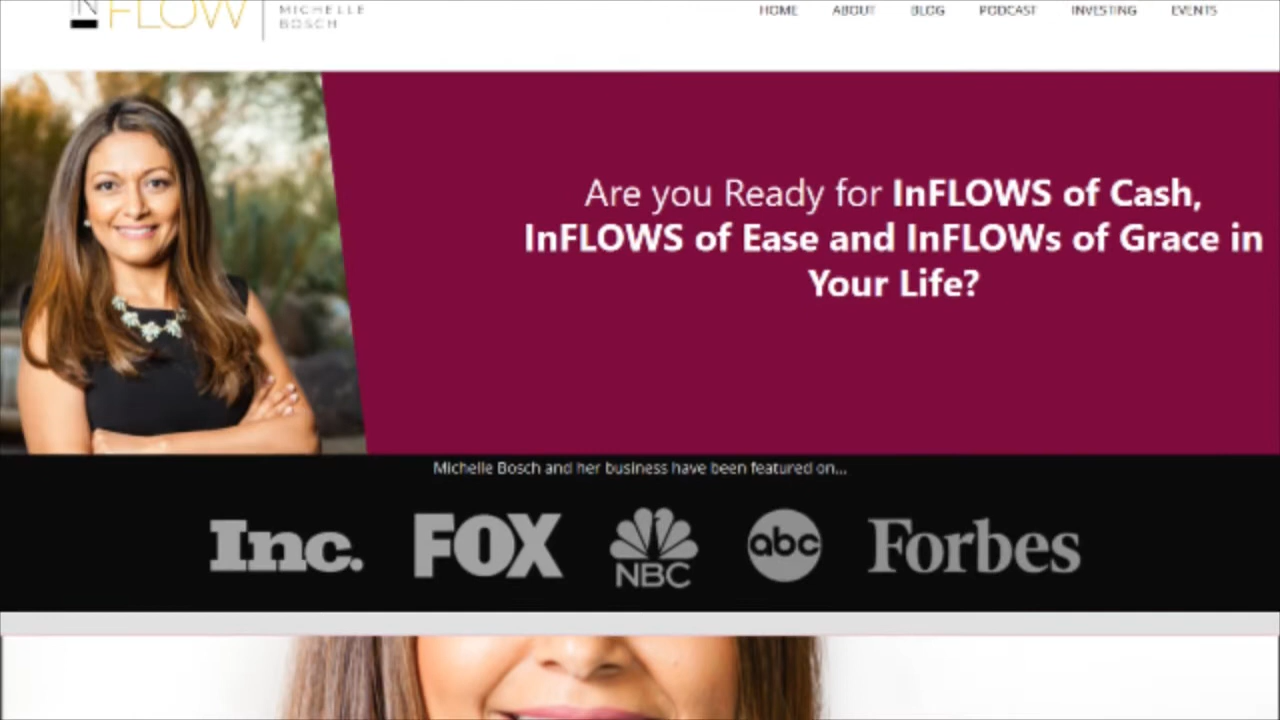 IN FLOW
MICHELLE
BOSCH
HOME ABOUT BLOG PODCAST INVESTING EVENTS
Are you Ready for InFLOWS of Cash,
InFLOWS of Ease and InFLOWs of Grace in
Your Life?
Michelle Bosch and her business have been featured on...
Inc. FOX NBC abc Forbes